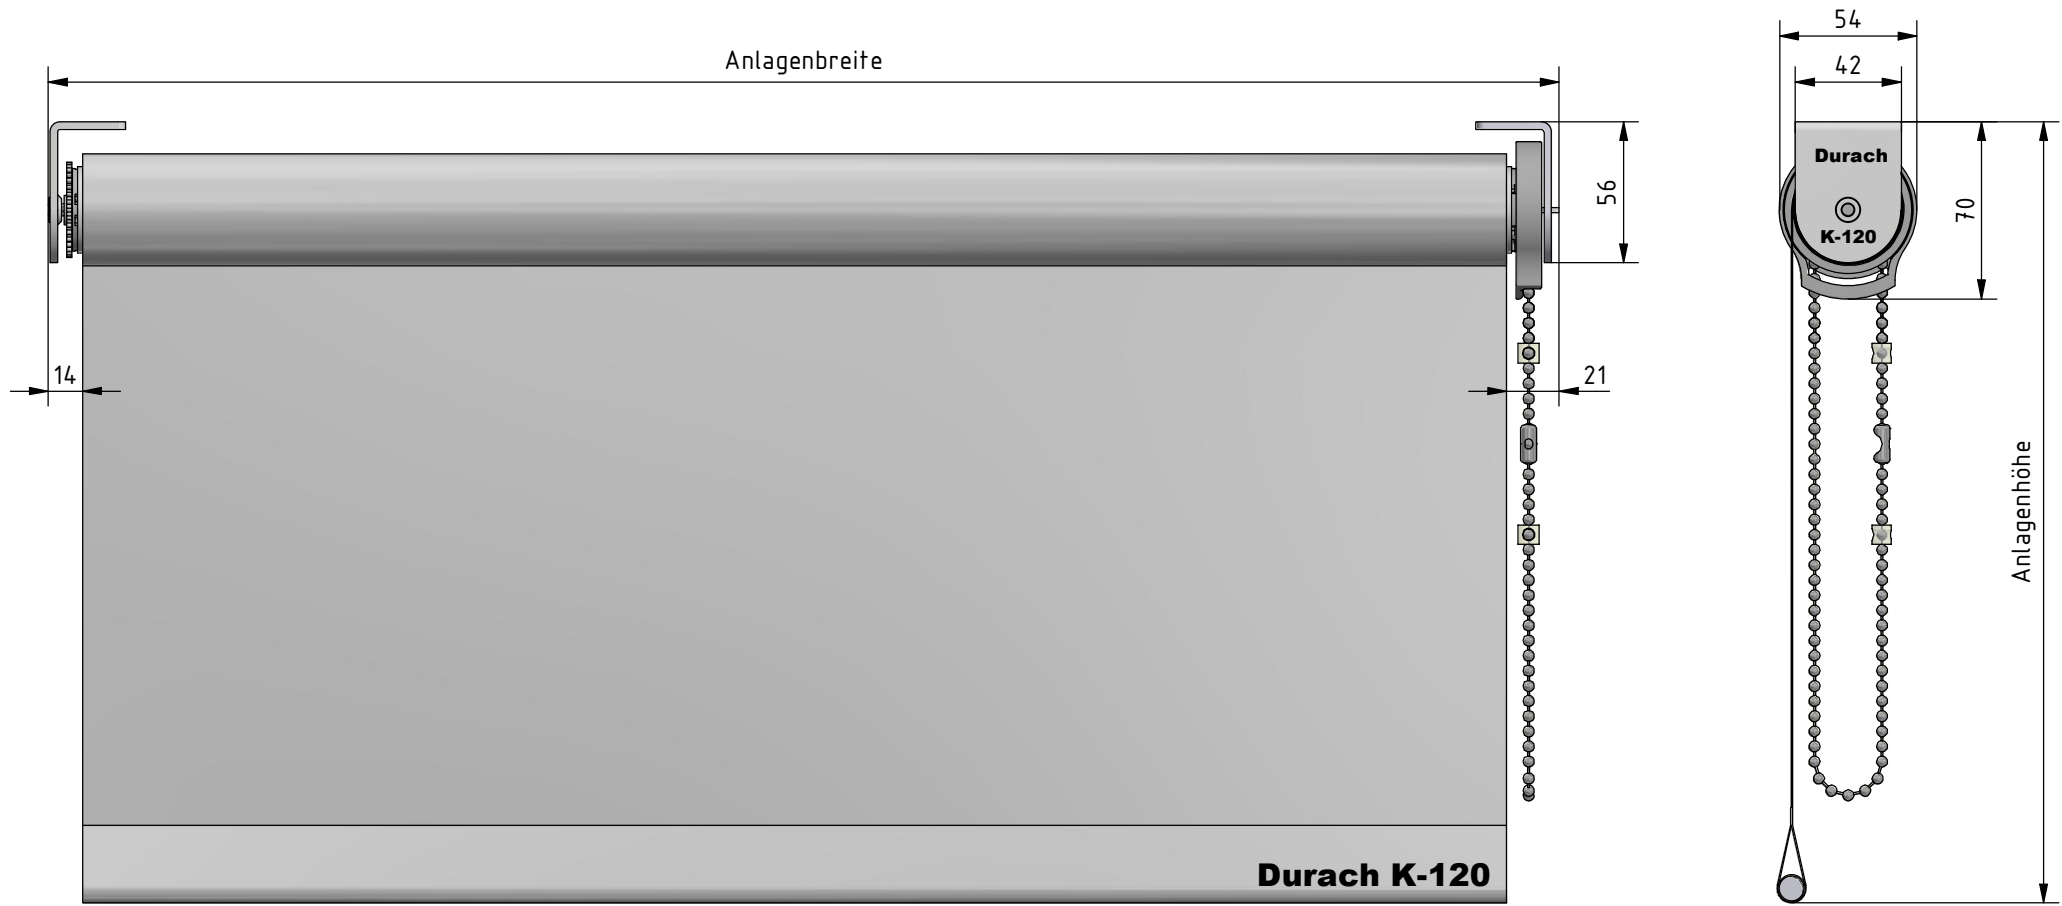 Anlagenbreite
54
42
Durach
K-120
56
70
14
21
Anlagenhöhe
Durach K-120